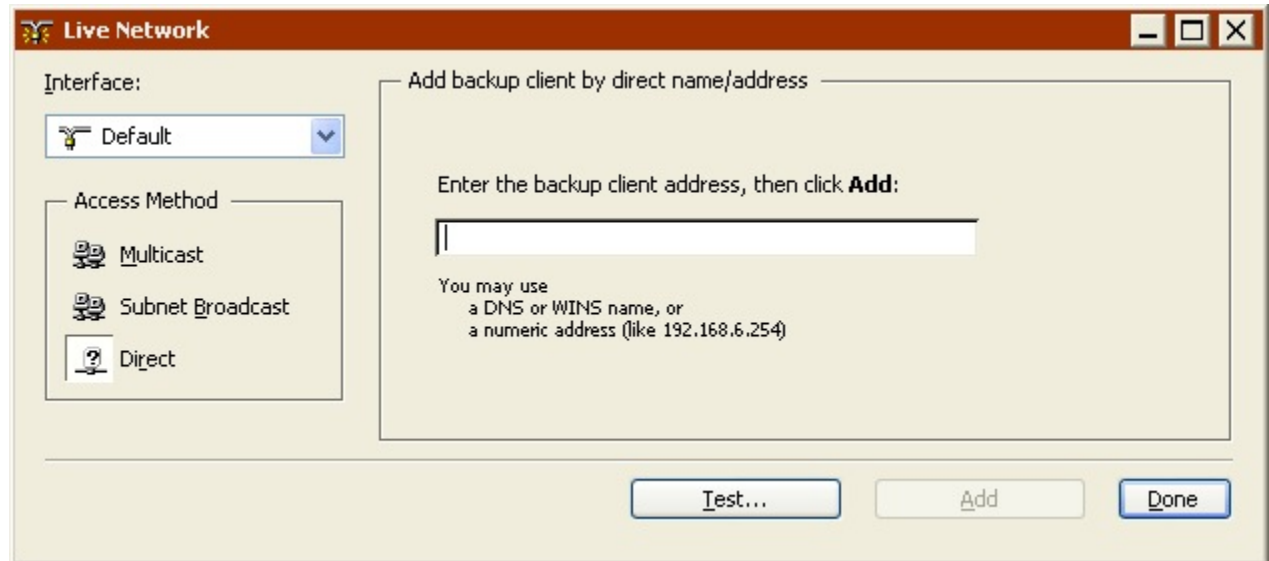 Live Network
Interface:
Default
Access Method
Multicast
Subnet Broadcast
Direct
Add backup client by direct name/address
Enter the backup client address, then click Add:
You may use
a DNS or WINS name, or
a numeric address (like 192.168.6.254)
Test...
Add
Done